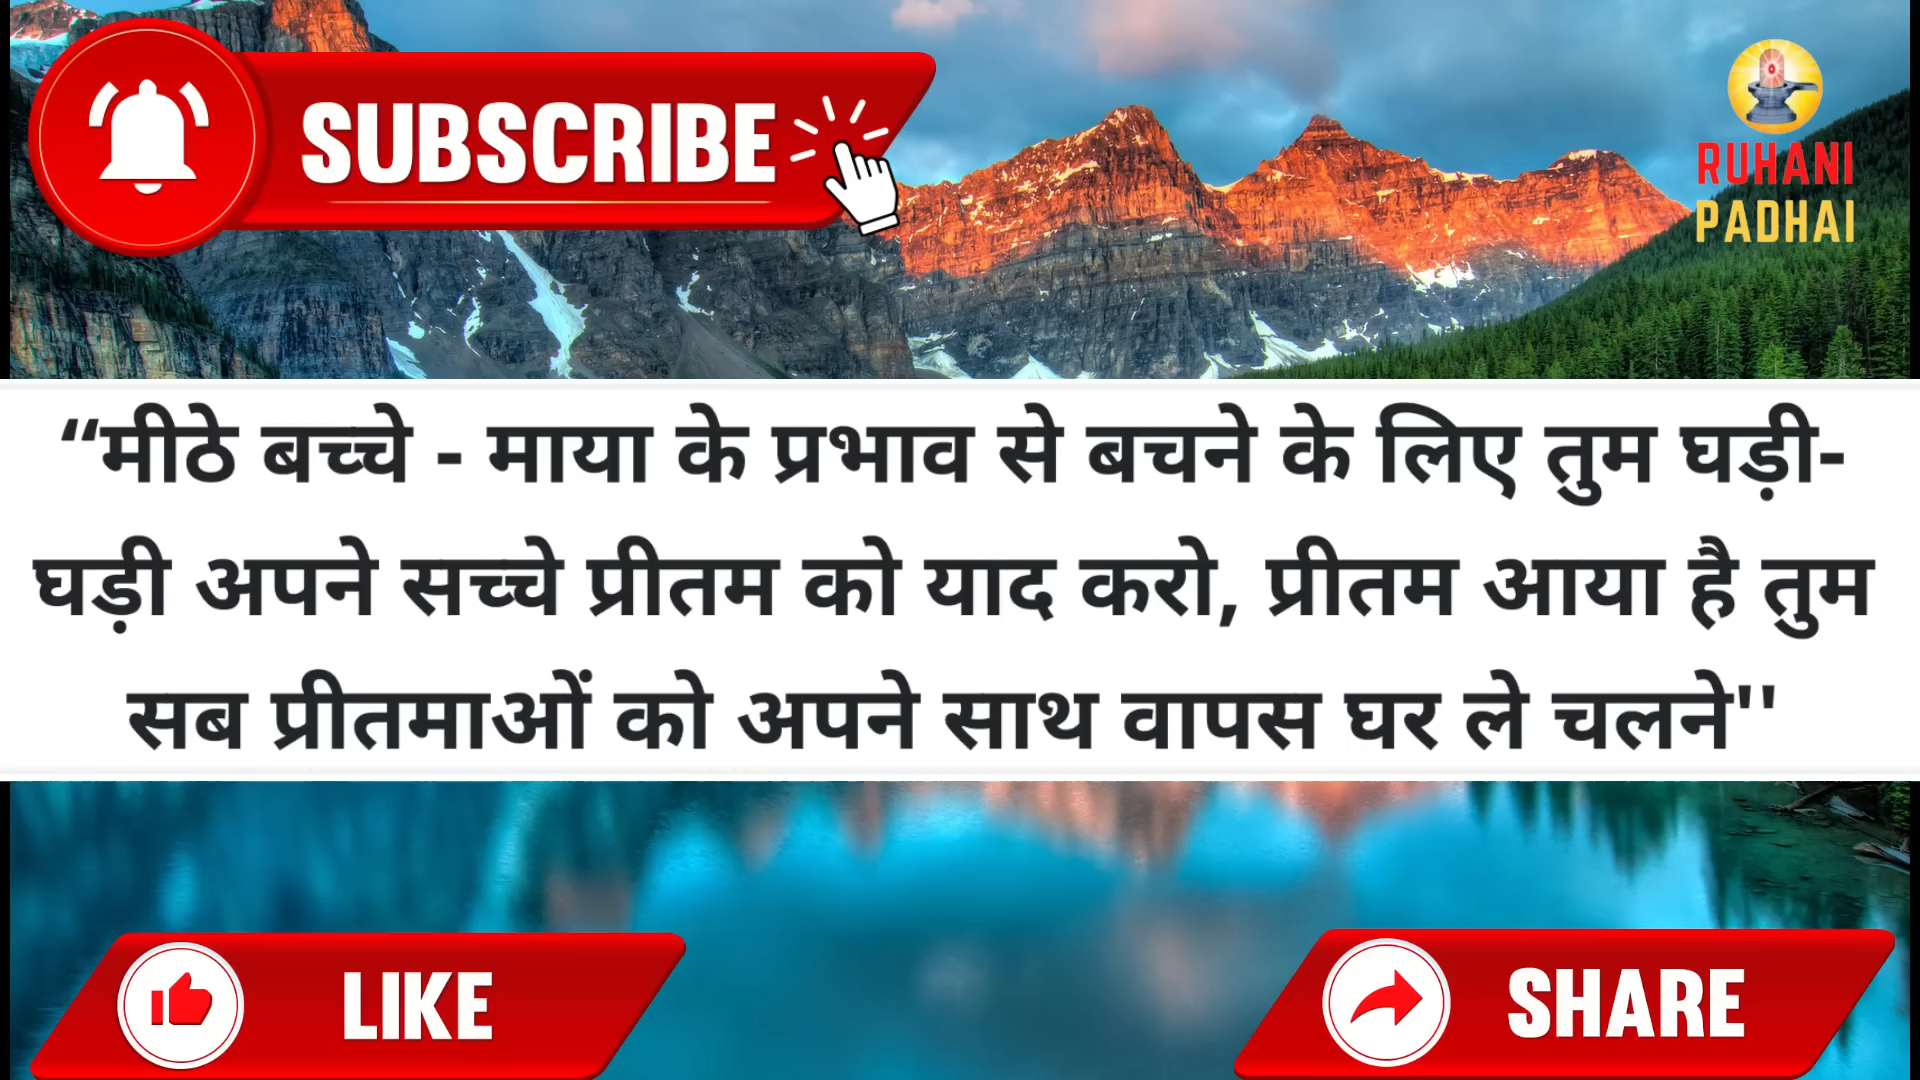 SUBSCRIBE
RUHANI
PADHAI
“मीठे बच्चे - माया के प्रभाव से बचने के लिए तुम घड़ी-
घड़ी अपने सच्चे प्रीतम को याद करो, प्रीतम आया है तुम
सब प्रीतमाओं को अपने साथ वापस घर ले चलने''
LIKE
SHARE